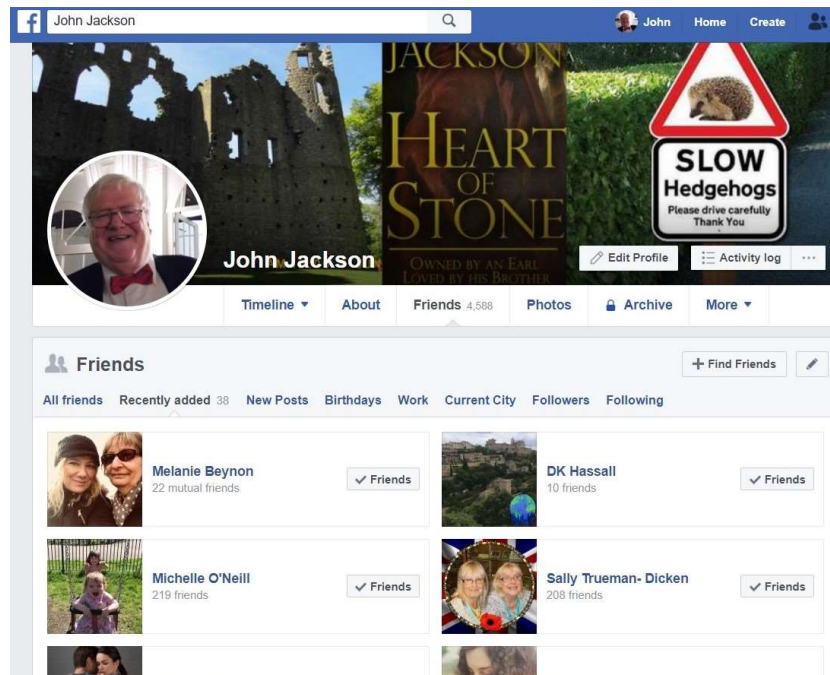 f John Jackson John Home Create
JACKSON
HEART
OF
STONE
OWNED BY AN EARL
LOVED BY HIS BROTHER
SLOW
Hedgehogs
Please drive carefully
Thank You
John Jackson
Edit Profile Activity log ...
Timeline About Friends 4,588 Photos Archive More
Friends
+ Find Friends
All friends Recently added 38 New Posts Birthdays Work Current City Followers Following
Melanie Beynon
22 mutual friends
Friends
DK Hassall
10 friends
Friends
Michelle O'Neill
219 friends
Friends
Sally Trueman- Dicken
208 friends
Friends